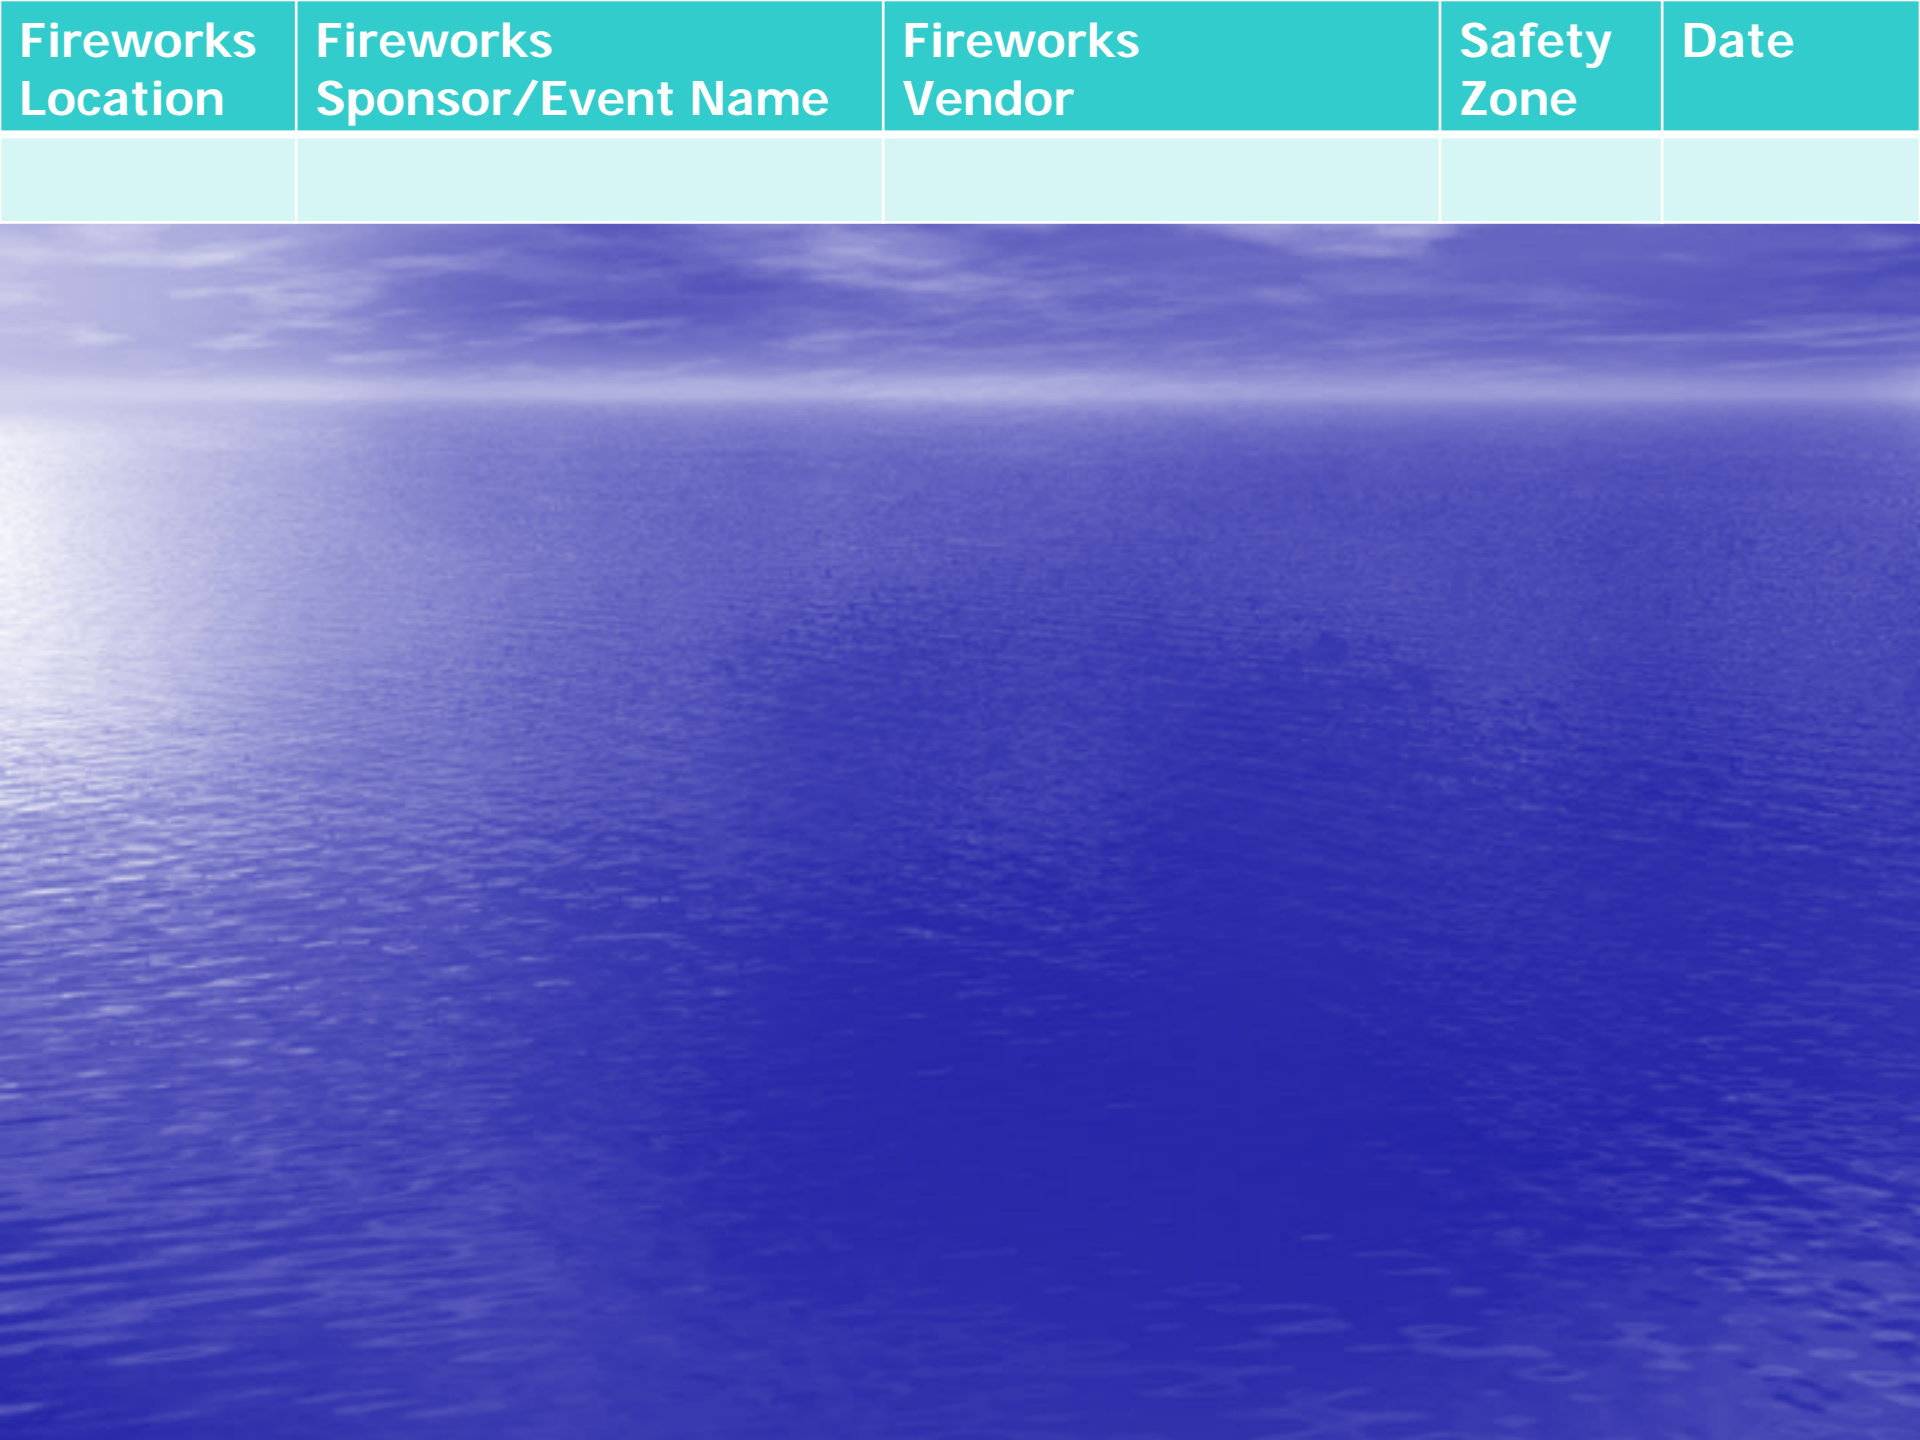 Fireworks
Location
Fireworks
Sponsor/Event Name
Fireworks
Vendor
Safety
Zone
Date